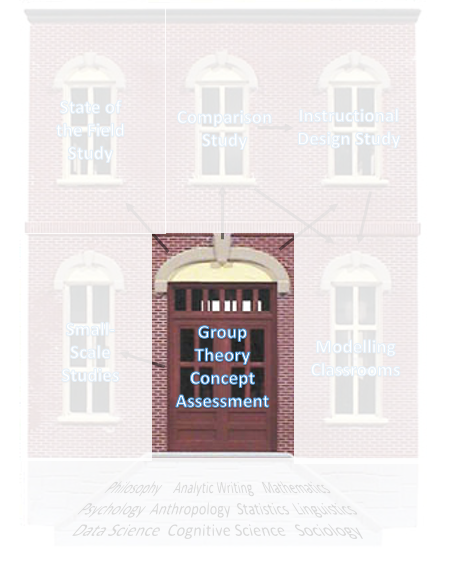 State of
the Field
Study
Comparison
Study
Instructional
Design Study
Small
Scale
Studies
Group
Theory
Concept
Assessment
Modelling
Classrooms
Philosophy Analytic Writing Mathematics
Psychology Anthropology Statistics Linguistics
Data Science Cognitive Science Sociology